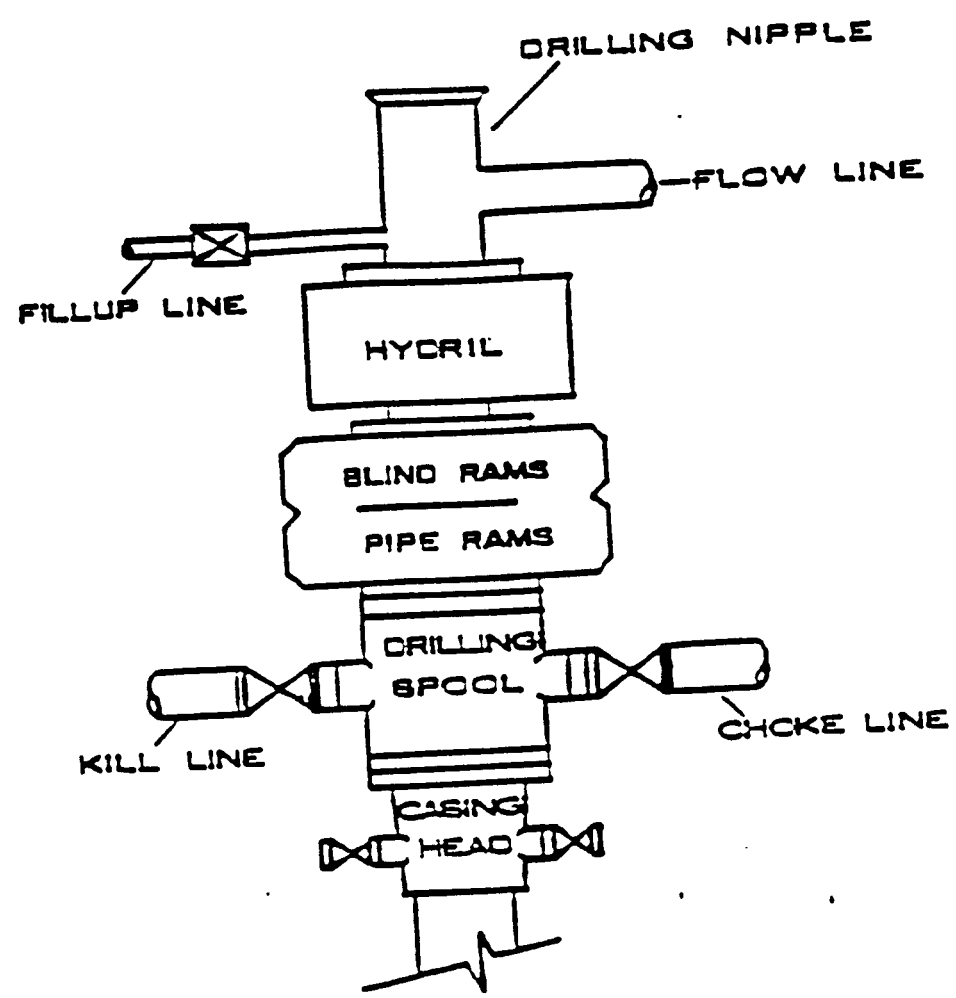 DRILLING NIPPLE
FLOW LINE
FILLUP LINE
HYDRIL
BLIND RAMS
PIPE RAMS
DRILLING
SPOOL
CHOKE LINE
KILL LINE
CASING
HEAD